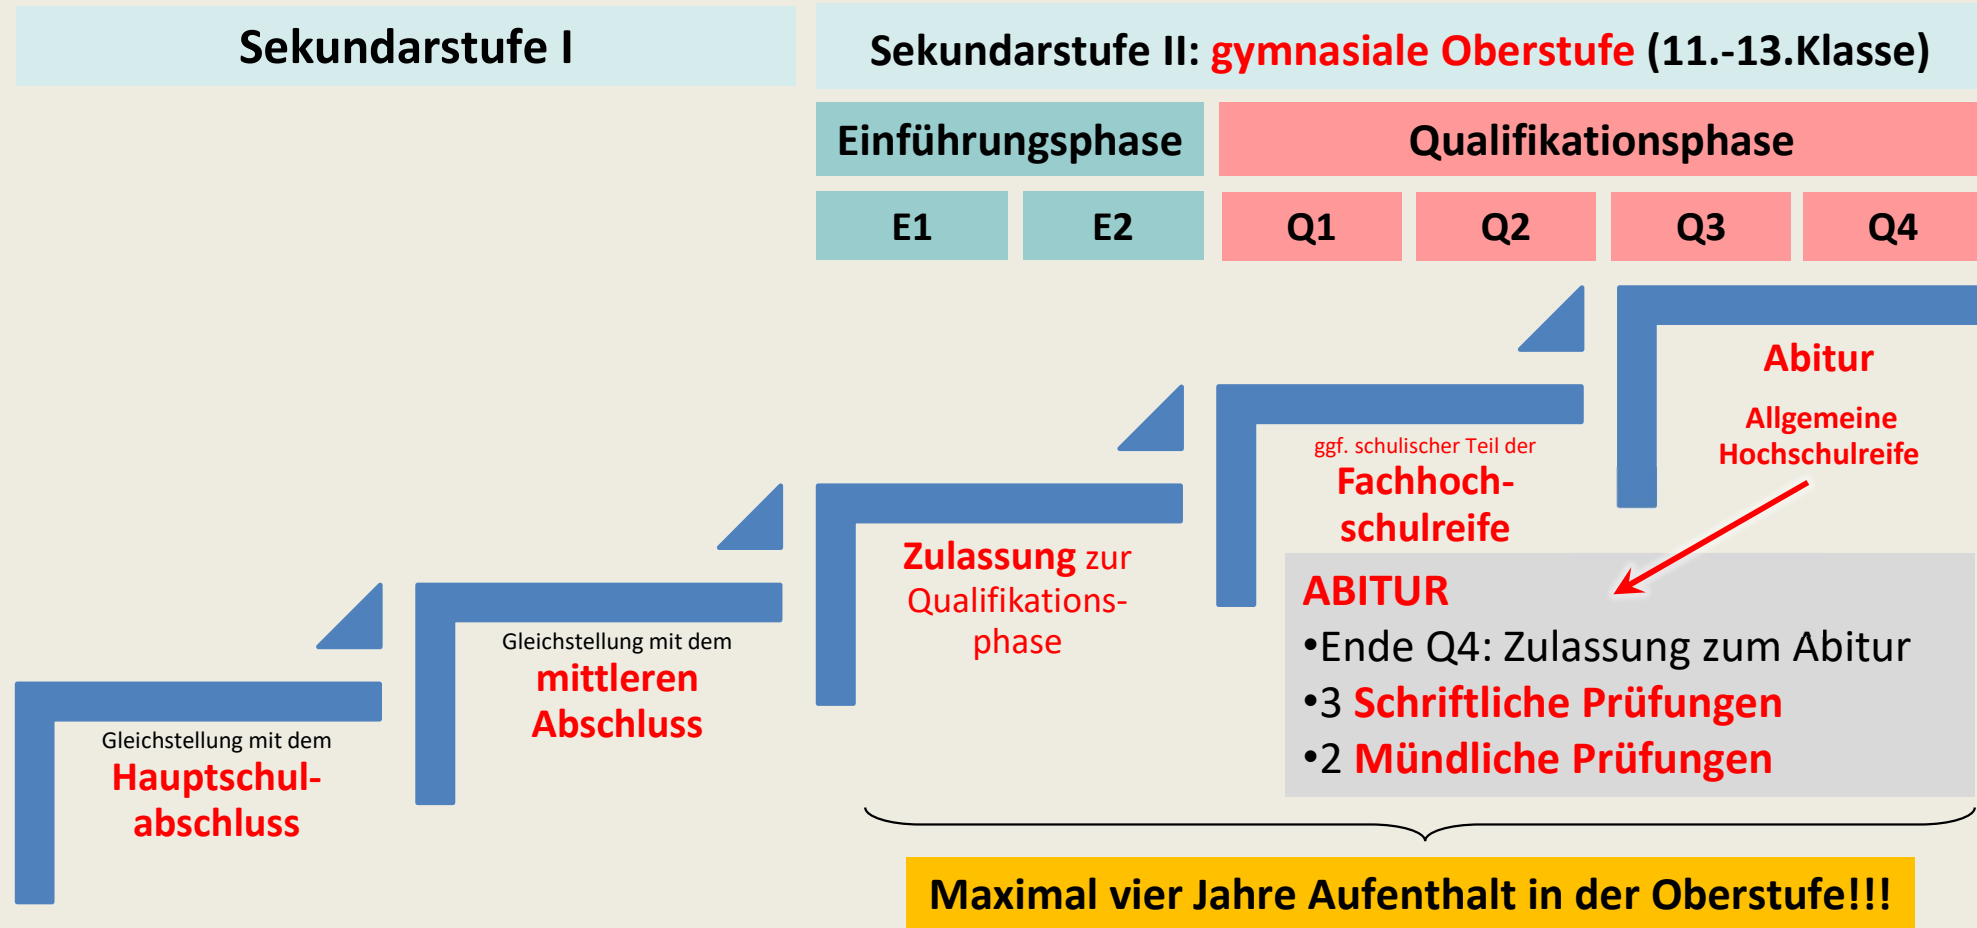 Sekundarstufe I
Sekundarstufe II: gymnasiale Oberstufe (11.-13.Klasse)
Einführungsphase
Qualifikationsphase
E1
E2
Q1
Q2
Q3
Q4
Gleichstellung mit dem
Hauptschul-
abschluss
Gleichstellung mit dem
mittleren
Abschluss
Zulassung zur
Qualifikations-
phase
ggf. schulischer Teil der
Fachhoch-
schulreife
Abitur
Allgemeine
Hochschulreife
ABITUR
•Ende Q4: Zulassung zum Abitur
•3 Schriftliche Prüfungen
•2 Mündliche Prüfungen
Maximal vier Jahre Aufenthalt in der Oberstufe!!!